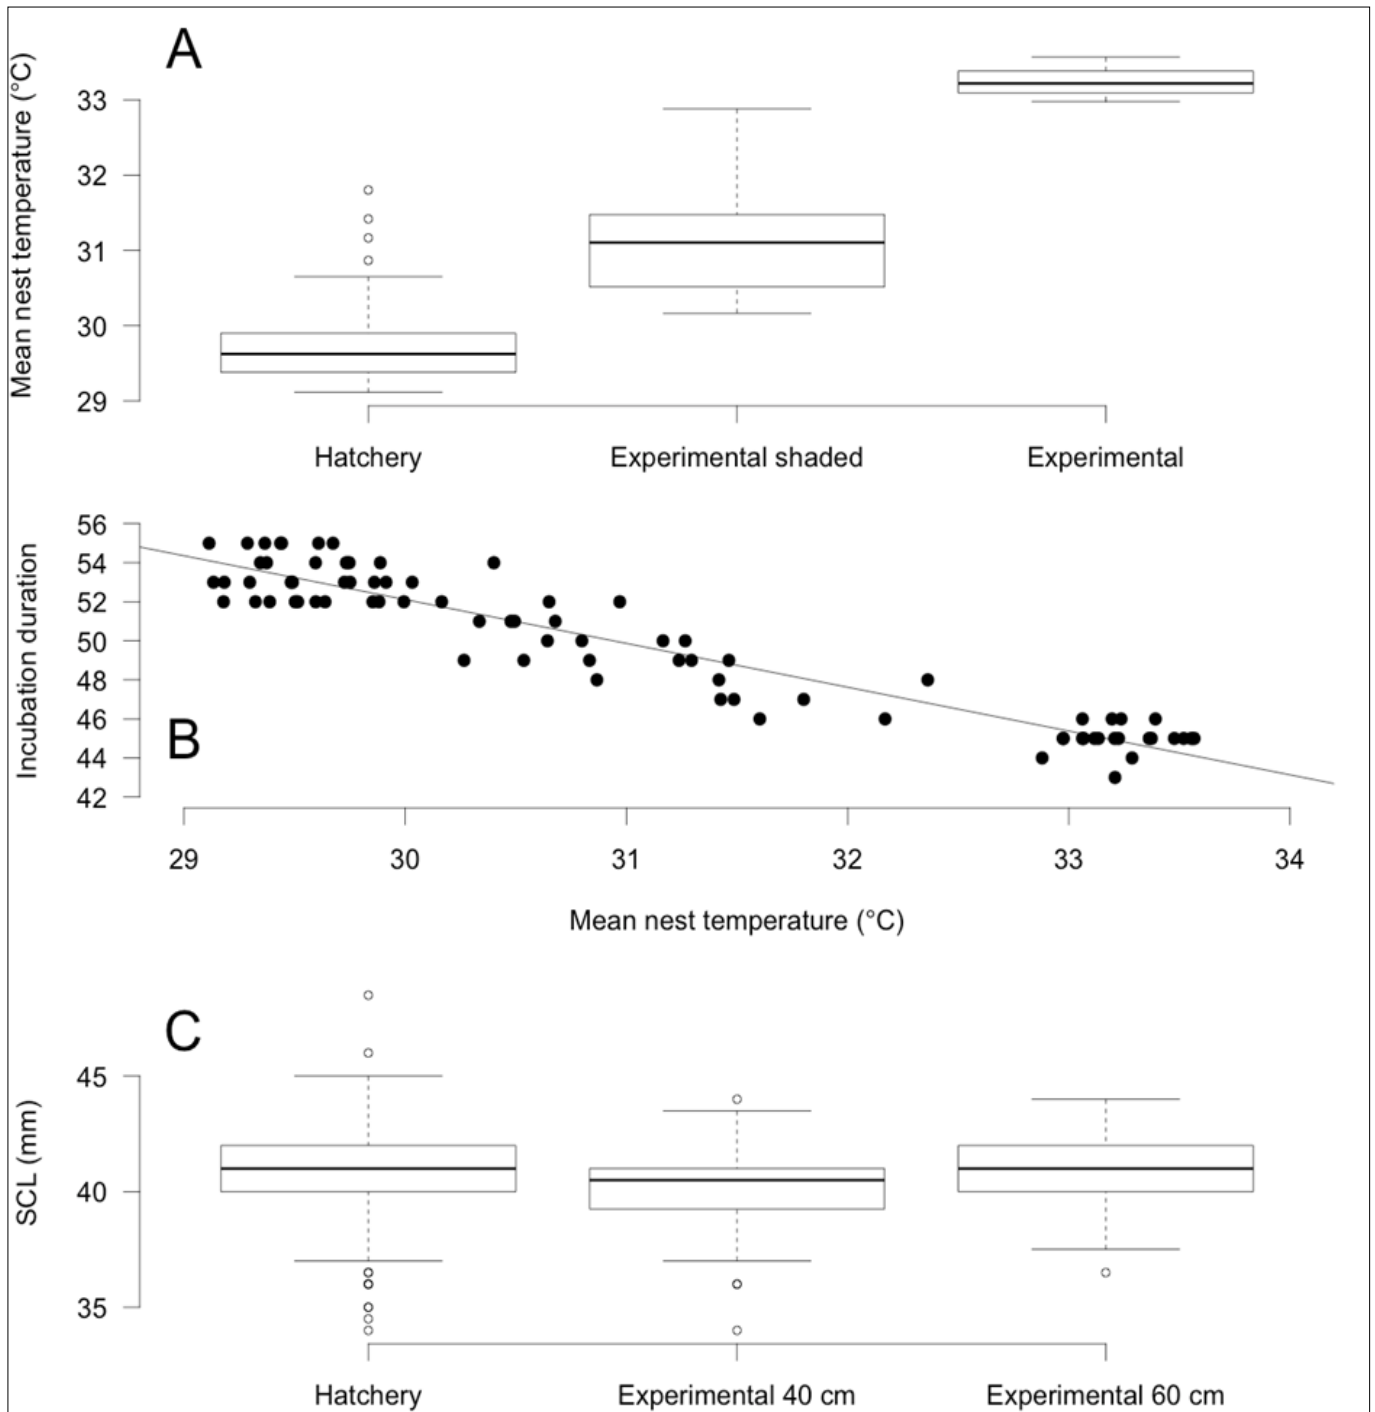 A
Mean nest temperature (°C)
33
32
31
30
29
Hatchery Experimental shaded Experimental
Incubation duration
56
54
52
50
48
46
44
42
B
29 30 31 32 33 34
Mean nest temperature (°C)
C
SCL (mm)
45
40
35
Hatchery Experimental 40 cm Experimental 60 cm